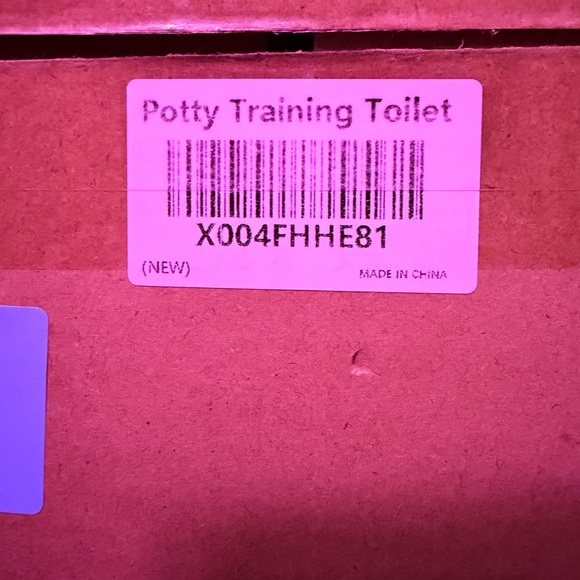 Potty Training Toilet
X004FHHE81
(NEW)
MADE IN CHINA